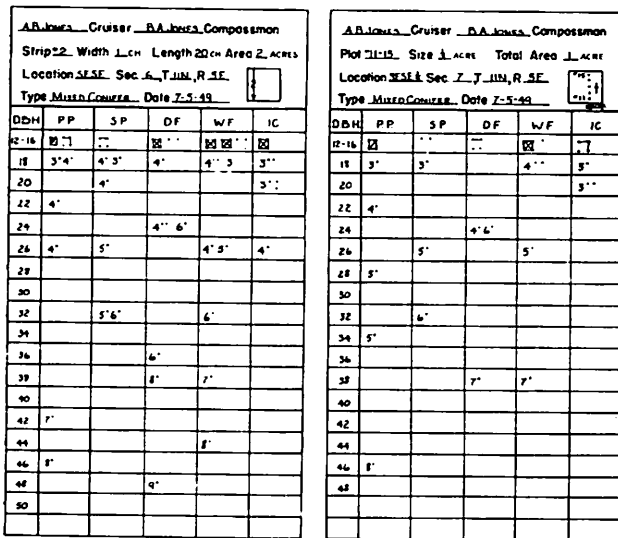 A.B. Jones Cruiser B.A. Jones Compassman
Strip #2 Width 1 CH Length 20 CH Area 2 ACRES
Location SESE Sec 6, T 11N, R 5E
Type MIXED CONIFER Date 7-5-49
DBH PP SP DF WF IC
12-16
18 3 4 4 3 4 4 3 3
20 4 3
22 4
24 4 6
26 4 5 4 5 4
28
30
32 5 6 6
34
36 6
38 8 7
40
42 7
44 8
46 8
48 9
50
A.B. Jones Cruiser B.A. Jones Compassman
Plot #11-15 Size Acre Total Area 1 ACRE
Location SESE Sec 7, T 11N, R 5E
Type MIXED CONIFER Date 7-5-49
DBH PP SP DF WF IC
12-16
18 3 3 4 3
20 3
22 4
24 4 6
26 5 5
28 5
30
32 6
34 5
36
38 7 7
40
42
44
46 8
48